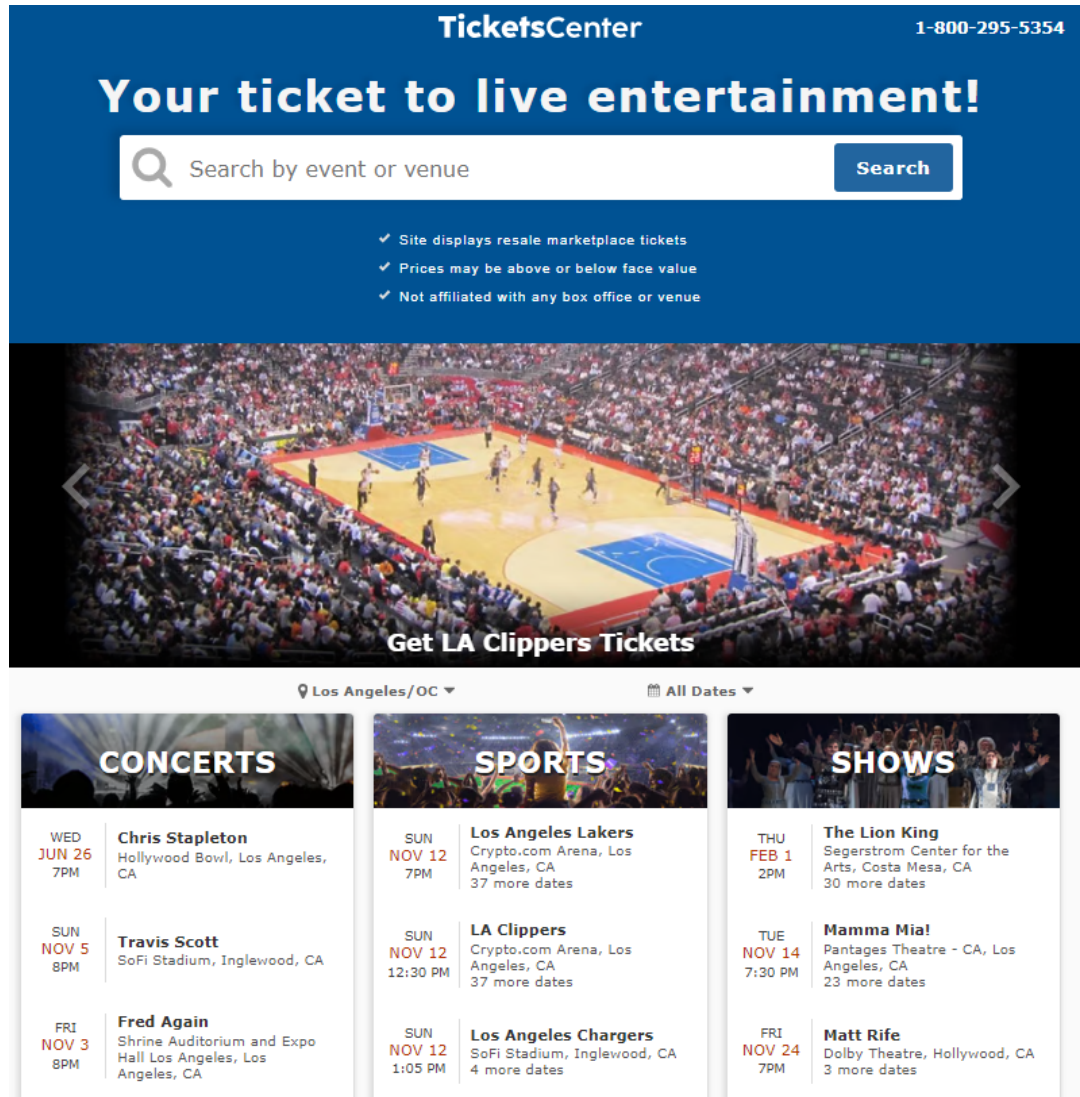 TicketsCenter
1-800-295-5354
Your ticket to live entertainment!
Search by event or venue
Search
Site displays resale marketplace tickets
Prices may be above or below face value
Not affiliated with any box office or venue
Get LA Clippers Tickets
Los Angeles/OC
All Dates
CONCERTS
WED
JUN 26
7PM
Chris Stapleton
Hollywood Bowl, Los Angeles,
CA
SUN
NOV 5
8PM
Travis Scott
SoFi Stadium, Inglewood, CA
FRI
NOV 3
8PM
Fred Again
Shrine Auditorium and Expo
Hall Los Angeles, Los
Angeles, CA
SPORTS
SUN
NOV 12
7PM
Los Angeles Lakers
Crypto.com Arena, Los
Angeles, CA
37 more dates
SUN
NOV 12
12:30 PM
LA Clippers
Crypto.com Arena, Los
Angeles, CA
37 more dates
SUN
NOV 12
1:05 PM
Los Angeles Chargers
SoFi Stadium, Inglewood, CA
4 more dates
SHOWS
THU
FEB 1
2PM
The Lion King
Segerstrom Center for the
Arts, Costa Mesa, CA
30 more dates
TUE
NOV 14
7:30 PM
Mamma Mia!
Pantages Theatre - CA, Los
Angeles, CA
23 more dates
FRI
NOV 24
7PM
Matt Rife
Dolby Theatre, Hollywood, CA
3 more dates